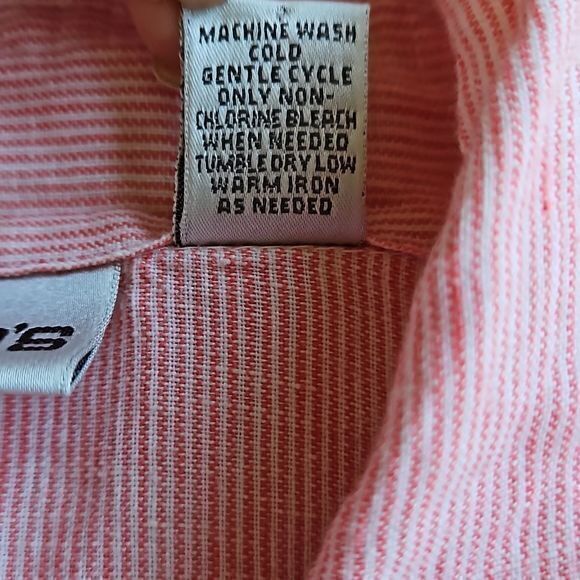 MACHINE WASH
COLD
GENTLE CYCLE
ONLY NON-
CHLORINE BLEACH
WHEN NEEDED
TUMBLE DRY LOW
WARM IRON
AS NEEDED
'S